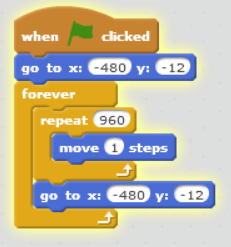 when clicked
go to x: -480 y: -12
forever
repeat 960
move 1 steps
go to x: -480 y: -12